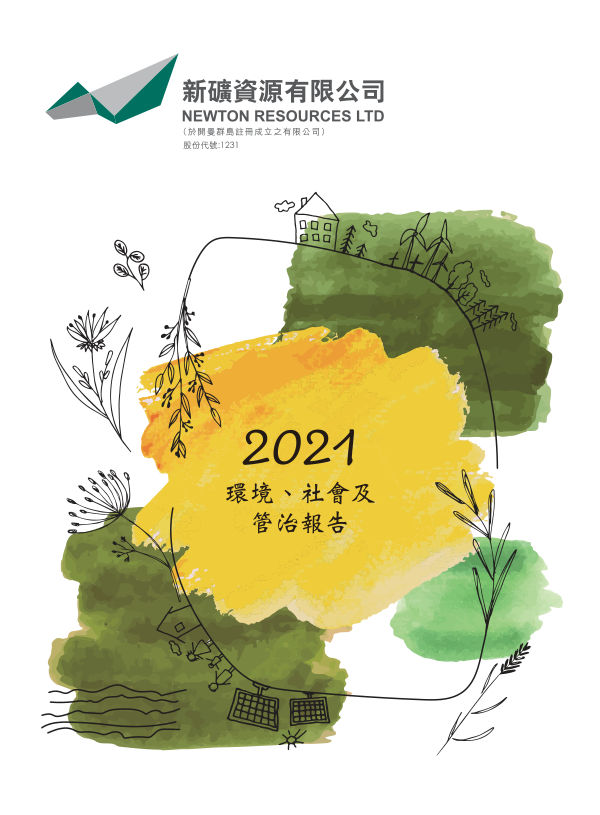 新礦資源有限公司
NEWTON RESOURCES LTD
(於開曼群島註冊成立之有限公司)
股份代號:1231
2021
環境、社會及
管治報告